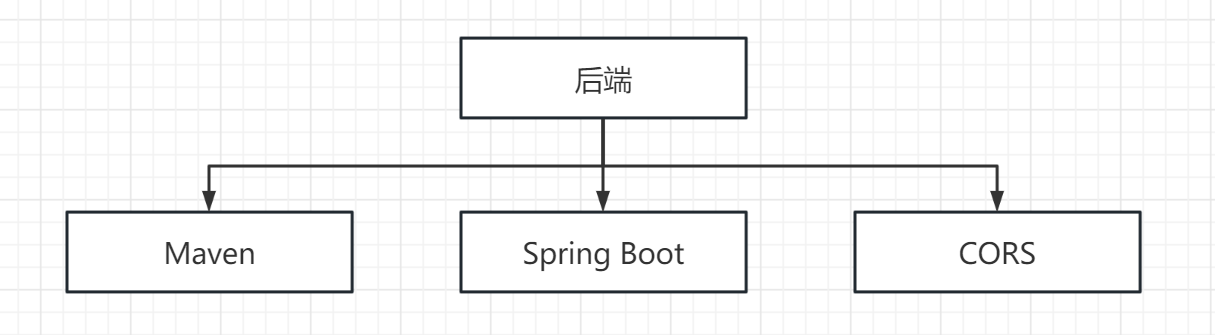 后端
Maven
Spring Boot
CORS